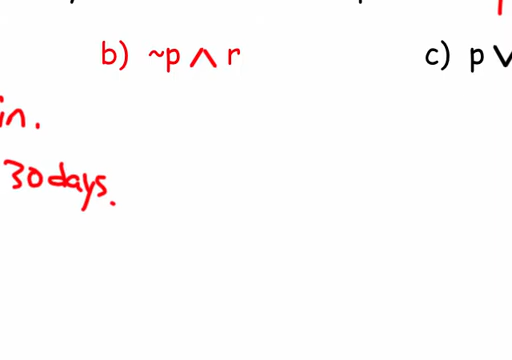 b) ~p ∧ r
c) p ∨
in.
30 days.